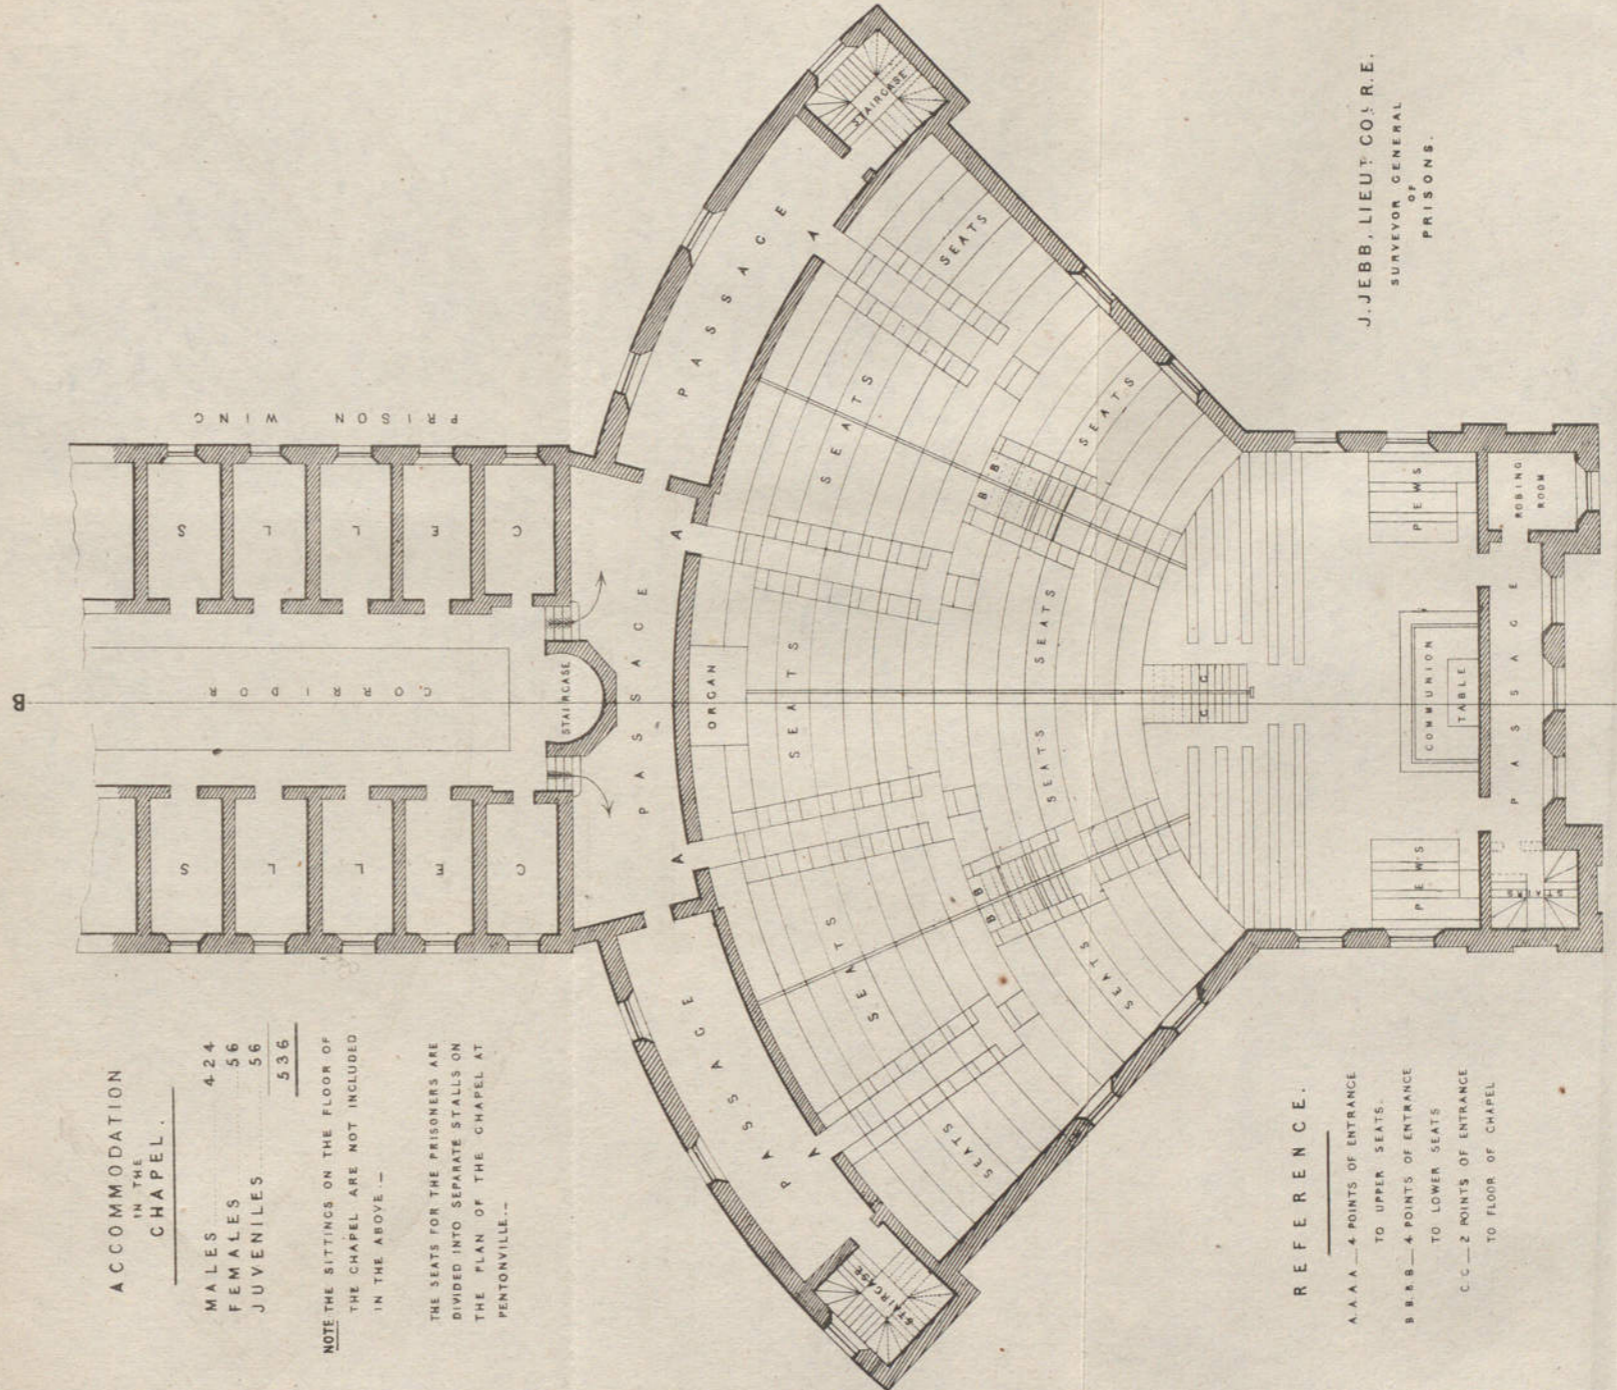 ACCOMMODATION
IN THE
CHAPEL.
MALES 424
FEMALES 56
JUVENILES 56
536
NOTE THE SITTINGS ON THE FLOOR OF
THE CHAPEL ARE NOT INCLUDED
IN THE ABOVE._
THE SEATS FOR THE PRISONERS ARE
DIVIDED INTO SEPARATE STALLS ON
THE PLAN OF THE CHAPEL AT
PENTONVILLE._
REFERENCE.
A.A.A.A__4 POINTS OF ENTRANCE
TO UPPER SEATS.
B.B.B.B__4 POINTS OF ENTRANCE
TO LOWER SEATS
C.C__2 POINTS OF ENTRANCE
TO FLOOR OF CHAPEL
J. JEBB, LIEUT. COL. R.E.
SURVEYOR GENERAL
OF
PRISONS.
B
PRISON WING
CELLS
CORRIDOR
CELLS
STAIRCASE
PASSAGE
PASSAGE
PASSAGE
STAIRCASE
STAIRCASE
A
A
A
A
ORGAN
SEATS
SEATS
SEATS
SEATS
SEATS
SEATS
SEATS
SEATS
SEATS
B B
B B
C C
PEWS
PEWS
COMMUNION
TABLE
ROBING
ROOM
PASSAGE
STAIRS